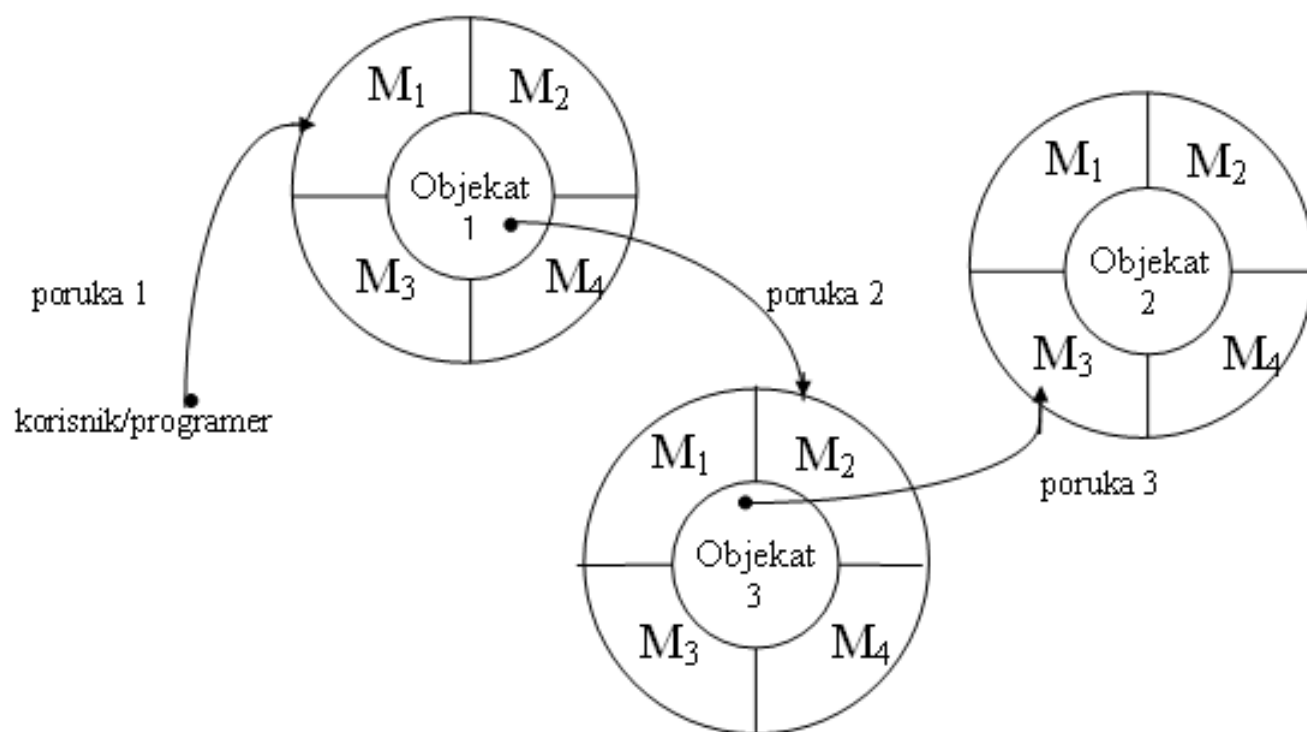 M₁
M₂
Objekat
1
M₃
M₄
poruka 1
korisnik/programer
poruka 2
M₁
M₂
Objekat
2
M₃
M₄
poruka 3
M₁
M₂
Objekat
3
M₃
M₄